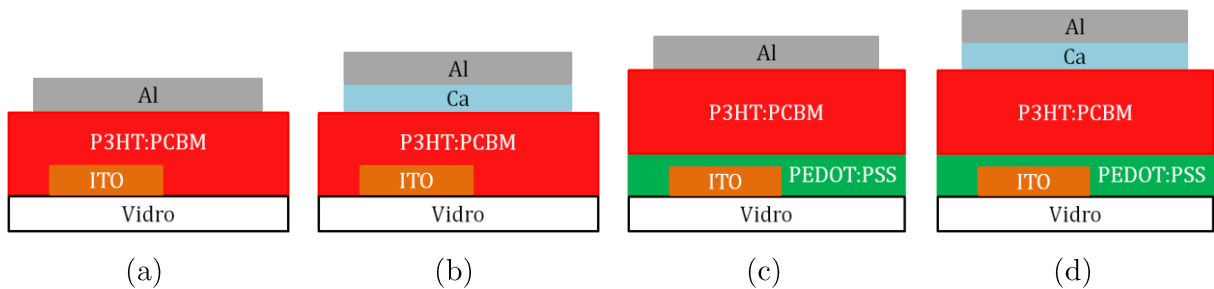 Al
P3HT:PCBM
ITO
Vidro
(a)
Al
Ca
P3HT:PCBM
ITO
Vidro
(b)
Al
P3HT:PCBM
ITO PEDOT:PSS
Vidro
(c)
Al
Ca
P3HT:PCBM
ITO PEDOT:PSS
Vidro
(d)